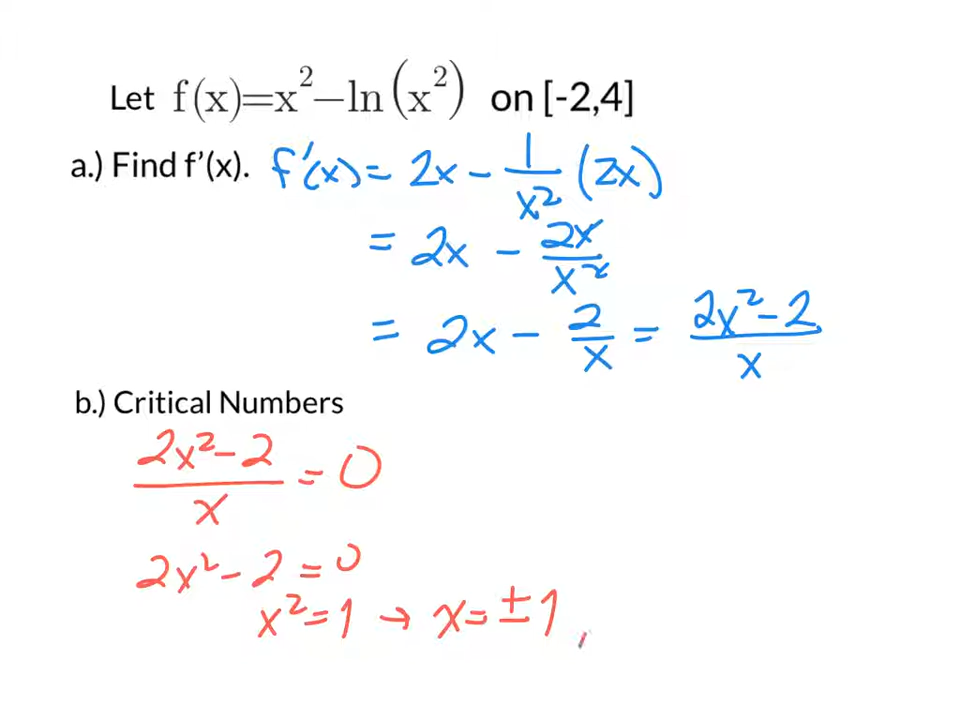 Let f(x)=x²−ln(x²) on [-2,4]
a.) Find f'(x). f'(x) = 2x − 1/x² (2x)
= 2x − 2x/x²
= 2x − 2/x = 2x²−2/x
b.) Critical Numbers
2x²−2/x = 0
2x²−2=0
x²=1 → x=±1